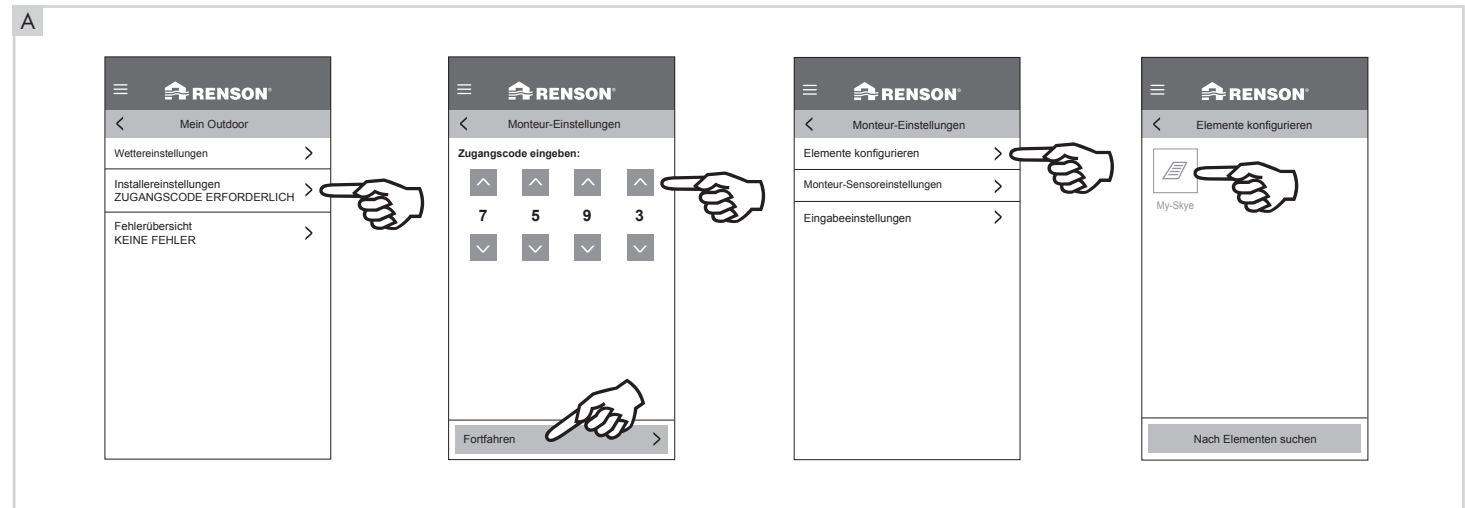 A
RENSON®
Mein Outdoor
Wettereinstellungen
Installereinstellungen
ZUGANGSCODE ERFORDERLICH
Fehlerübersicht
KEINE FEHLER
RENSON®
Monteur-Einstellungen
Zugangscode eingeben:
7 5 9 3
Fortfahren
RENSON®
Monteur-Einstellungen
Elemente konfigurieren
Monteur-Sensoreinstellungen
Eingabeeinstellungen
RENSON®
Elemente konfigurieren
My-Skye
Nach Elementen suchen